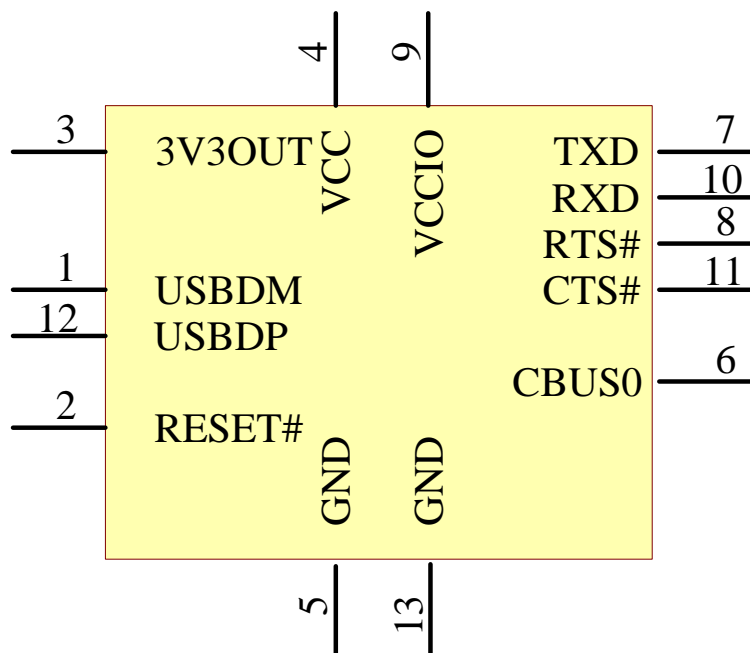 4
9
3
3V3OUT
VCC
VCCIO
TXD
7
RXD
10
RTS#
8
1
USBDM
CTS#
11
12
USBDP
CBUS0
6
2
RESET#
GND
GND
5
13